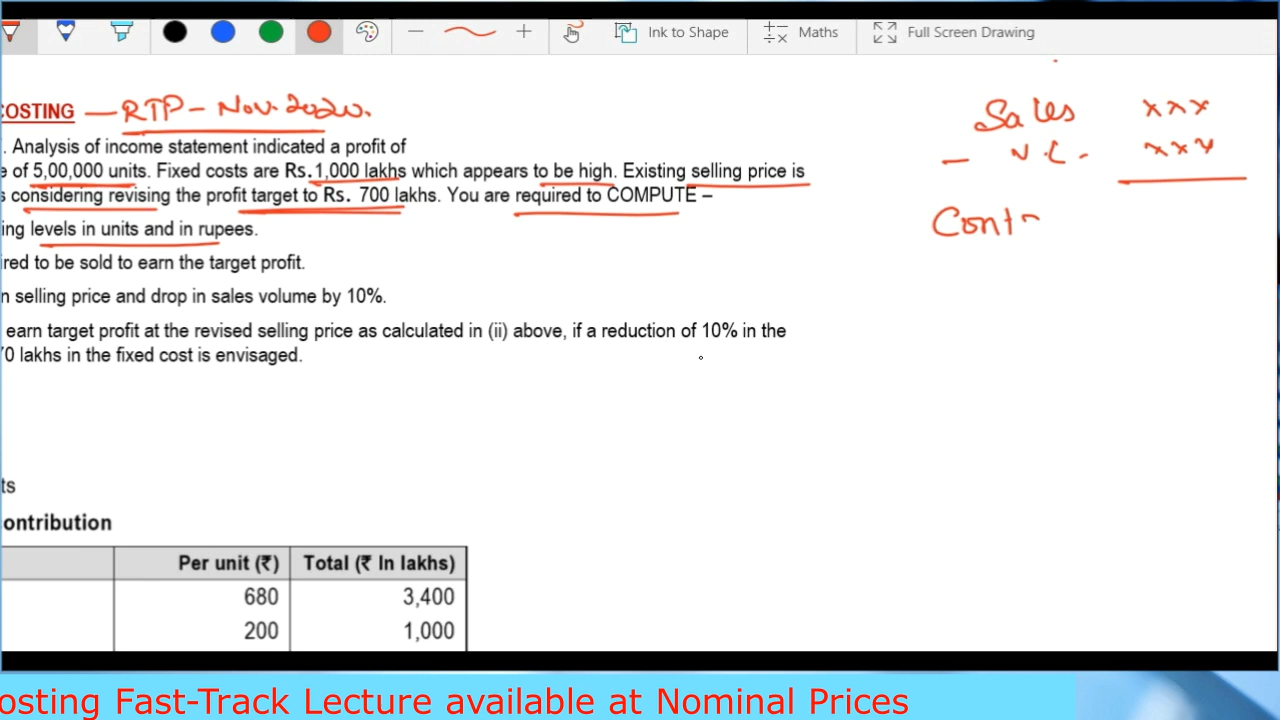 Ink to Shape Maths Full Screen Drawing
OSTING — RTP - Nov. 2020.
. Analysis of income statement indicated a profit of
e of 5,00,000 units. Fixed costs are Rs. 1,000 lakhs which appears to be high. Existing selling price is
s considering revising the profit target to Rs. 700 lakhs. You are required to COMPUTE –
ing levels in units and in rupees.
ired to be sold to earn the target profit.
n selling price and drop in sales volume by 10%.
earn target profit at the revised selling price as calculated in (ii) above, if a reduction of 10% in the
70 lakhs in the fixed cost is envisaged.
Sales xxx
— V.C. xxx
Cont
ts
ontribution
Per unit (₹) Total (₹ In lakhs)
680 3,400
200 1,000
osting Fast-Track Lecture available at Nominal Prices